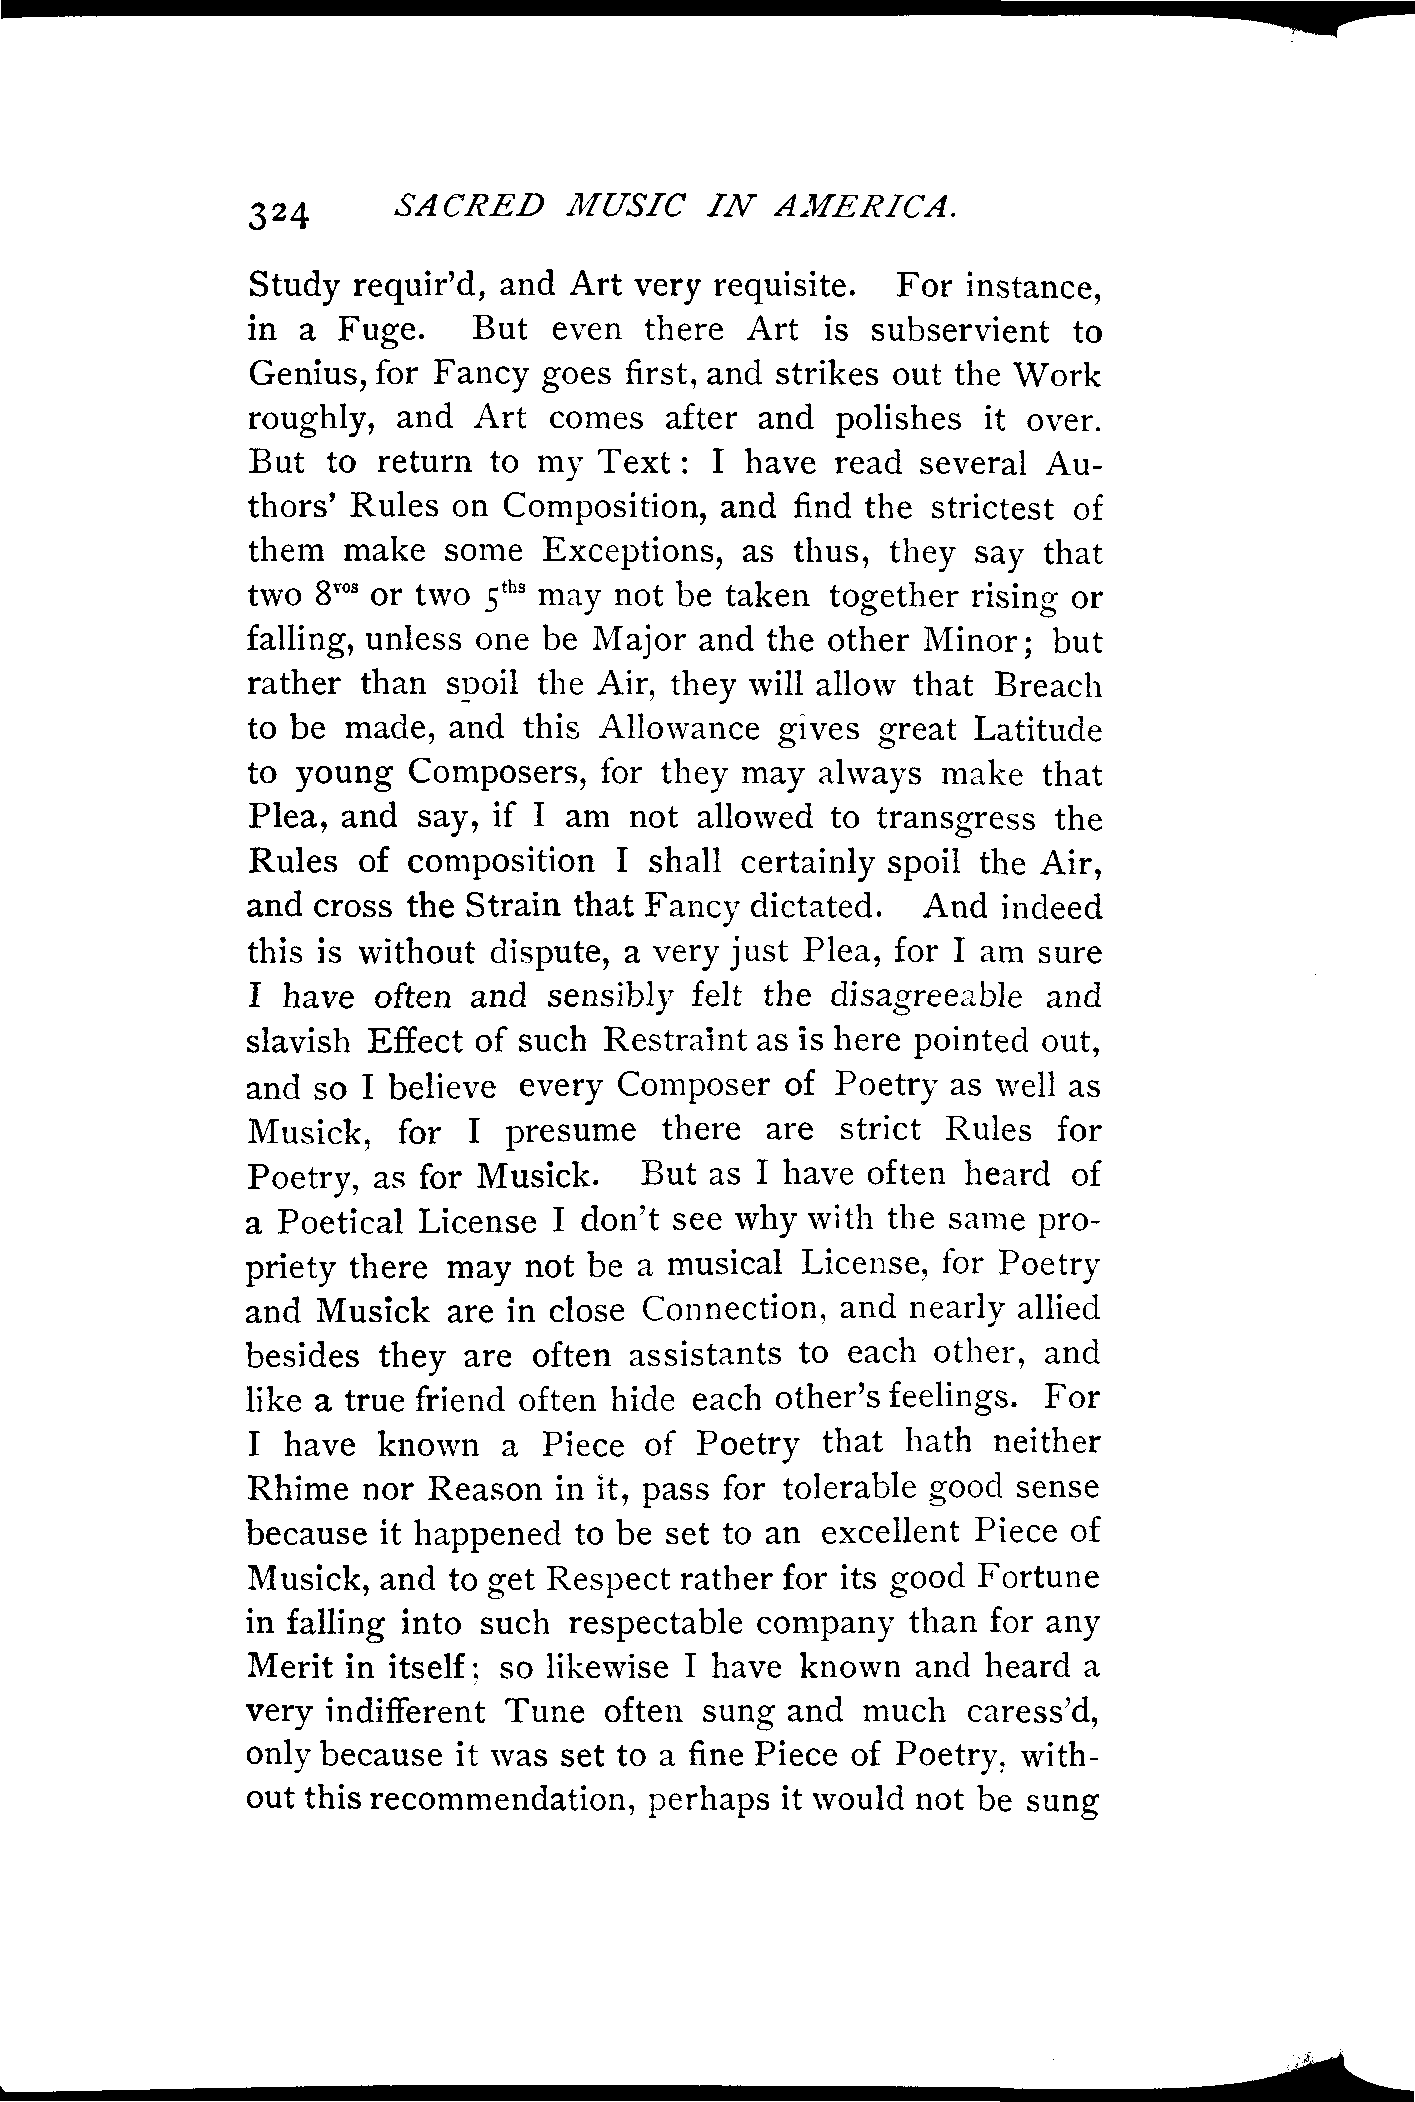 324 SACRED MUSIC IN AMERICA.
Study requir'd, and Art very requisite. For instance,
in a Fuge. But even there Art is subservient to
Genius, for Fancy goes first, and strikes out the Work
roughly, and Art comes after and polishes it over.
But to return to my Text : I have read several Au-
thors' Rules on Composition, and find the strictest of
them make some Exceptions, as thus, they say that
two 8vos or two 5ths may not be taken together rising or
falling, unless one be Major and the other Minor; but
rather than spoil the Air, they will allow that Breach
to be made, and this Allowance gives great Latitude
to young Composers, for they may always make that
Plea, and say, if I am not allowed to transgress the
Rules of composition I shall certainly spoil the Air,
and cross the Strain that Fancy dictated. And indeed
this is without dispute, a very just Plea, for I am sure
I have often and sensibly felt the disagreeable and
slavish Effect of such Restraint as is here pointed out,
and so I believe every Composer of Poetry as well as
Musick, for I presume there are strict Rules for
Poetry, as for Musick. But as I have often heard of
a Poetical License I don't see why with the same pro-
priety there may not be a musical License, for Poetry
and Musick are in close Connection, and nearly allied
besides they are often assistants to each other, and
like a true friend often hide each other's feelings. For
I have known a Piece of Poetry that hath neither
Rhime nor Reason in it, pass for tolerable good sense
because it happened to be set to an excellent Piece of
Musick, and to get Respect rather for its good Fortune
in falling into such respectable company than for any
Merit in itself; so likewise I have known and heard a
very indifferent Tune often sung and much caress'd,
only because it was set to a fine Piece of Poetry, with-
out this recommendation, perhaps it would not be sung